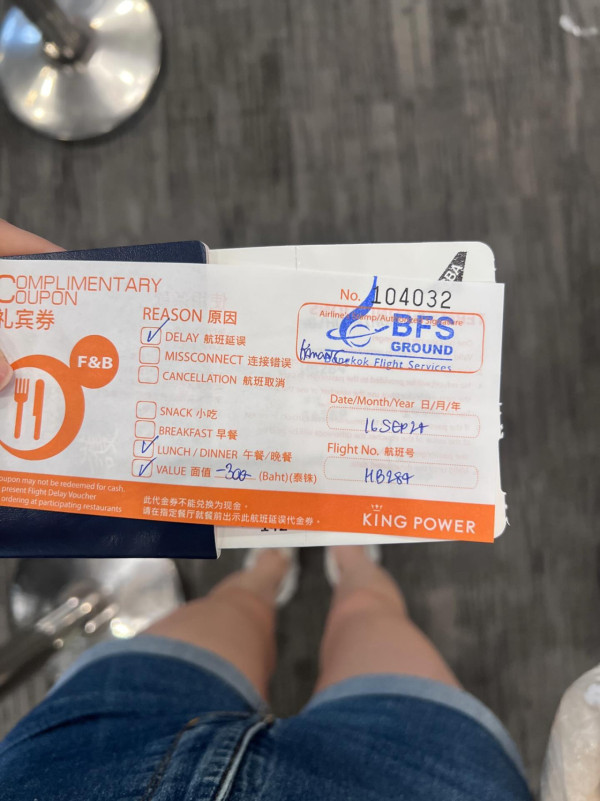 COMPLIMENTARY
COUPON
礼宾券
F&B
REASON 原因
DELAY 航班延误
MISSCONNECT 连接错误
CANCELLATION 航班取消
SNACK 小吃
BREAKFAST 早餐
LUNCH / DINNER 午餐/晚餐
VALUE 面值 -300- (Baht)(泰铢)
No. 104032
BFS
GROUND
Bangkok Flight Services
Date/Month/Year 日/月/年
16 SEP 24
Flight No. 航班号
HB284
oupon may not be redeemed for cash.
present Flight Delay Voucher
ordering at participating restaurants
此代金券不能兑换为现金。
请在指定餐厅就餐前出示此航班延误代金券。
KING POWER